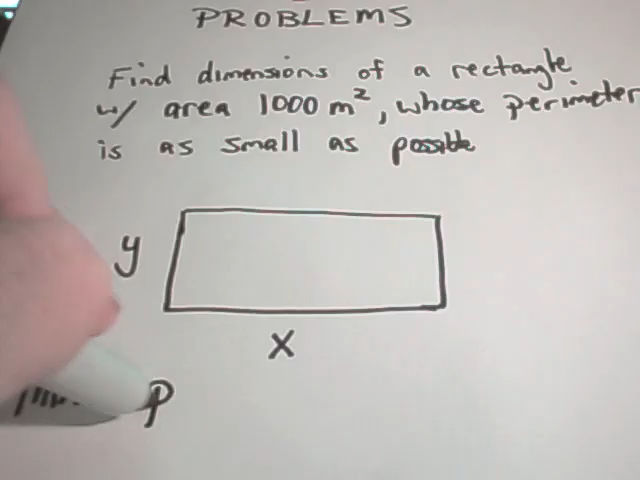 PROBLEMS
Find dimensions of a rectangle
w/ area 1000 m², whose perimeter
is as small as possible
y
x
P